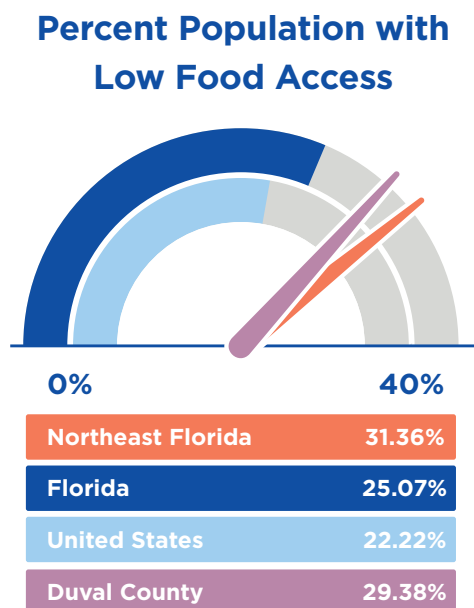 Percent Population with
Low Food Access
0% 40%
Northeast Florida 31.36%
Florida 25.07%
United States 22.22%
Duval County 29.38%